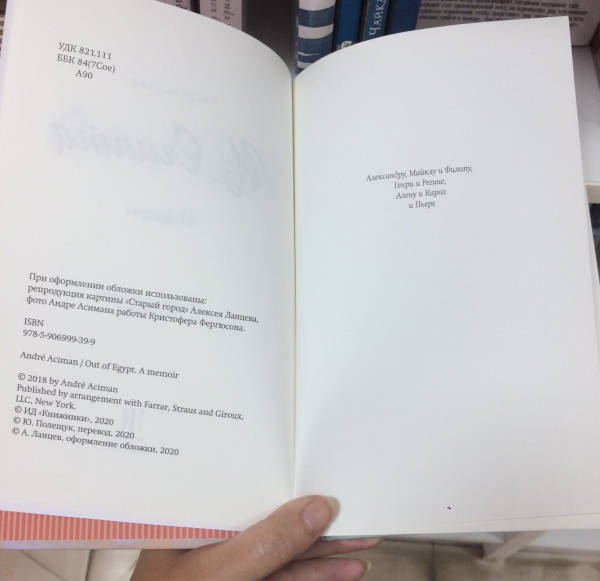 УДК 821.111
ББК 84(7Сое)
А90
При оформлении обложки использованы:
репродукция картины «Старый город» Алексея Ланцева,
фото Андре Асимана работы Кристофера Фергюсона.
ISBN
978-5-906999-39-9
André Aciman / Out of Egypt. A memoir
© 2018 by André Aciman
Published by arrangement with Farrar, Straus and Giroux,
LLC, New York.
© ИД «Книжники», 2020
© Ю. Полещук, перевод, 2020
© А. Ланцев, оформление обложки, 2020
Александру, Майклу и Филипу,
Генри и Регине,
Алену и Карол
и Пьере
ЧАЙКА